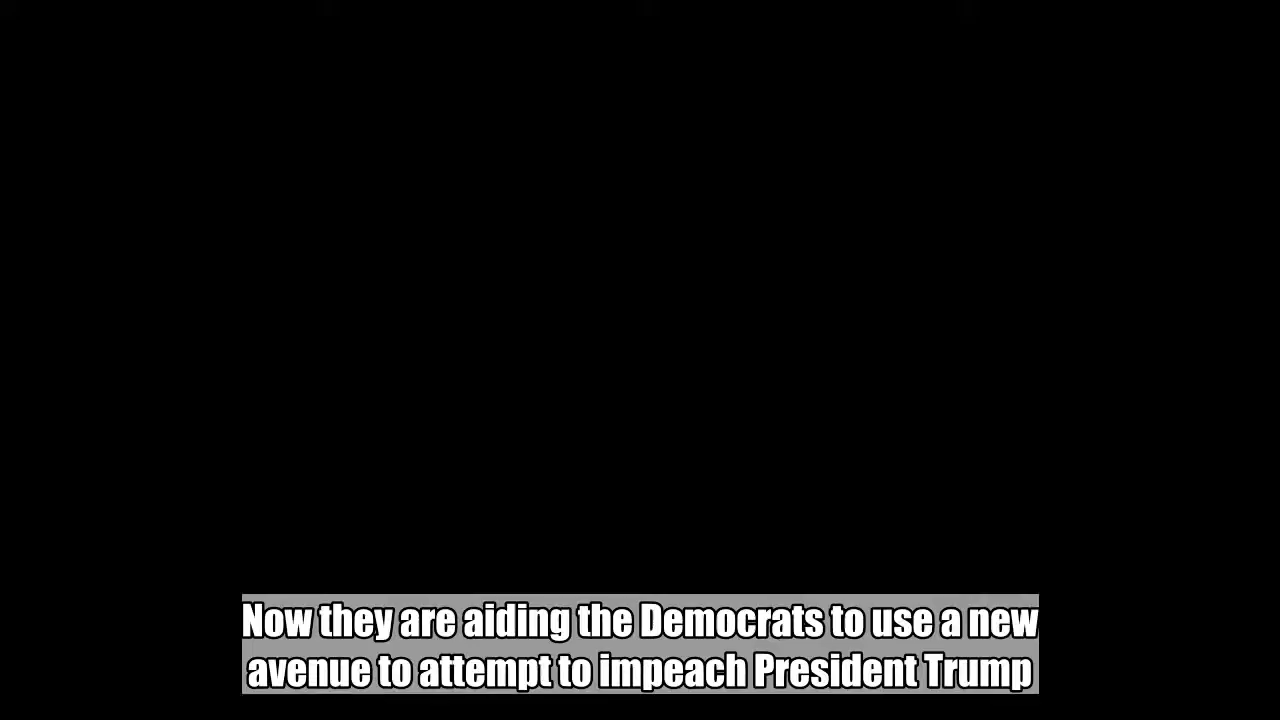 Now they are aiding the Democrats to use a new
avenue to attempt to impeach President Trump